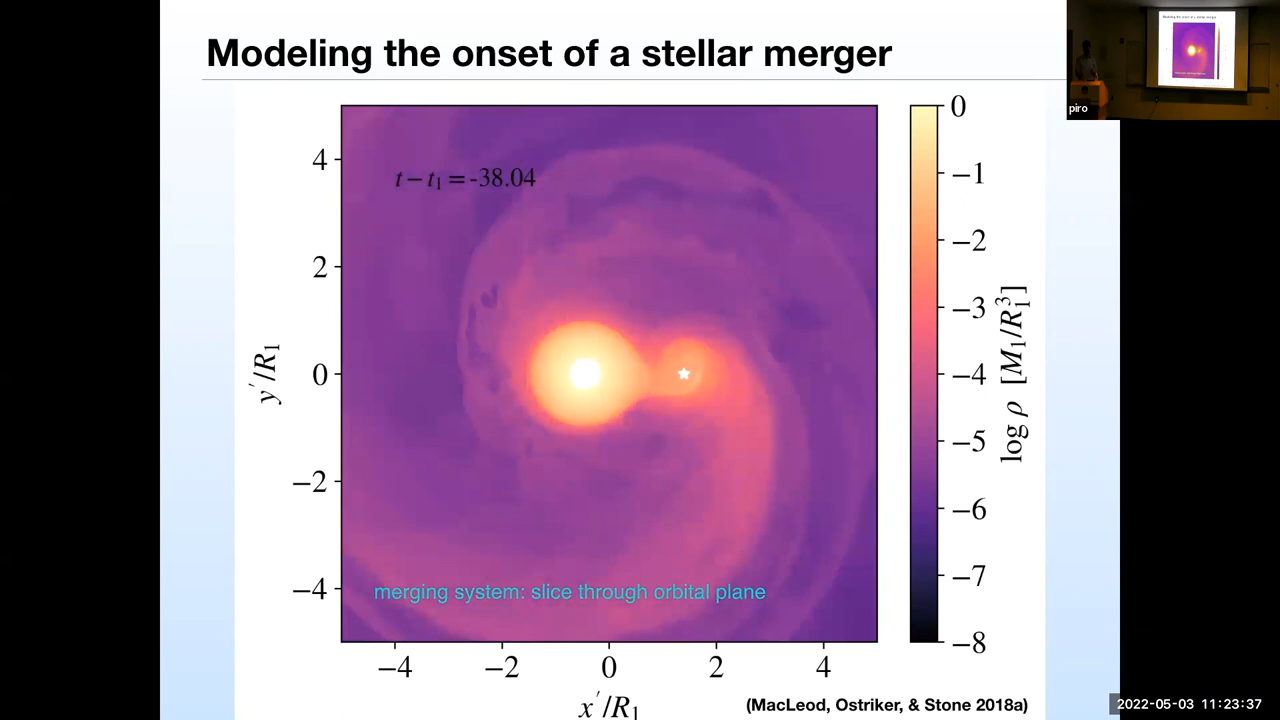 Modeling the onset of a stellar merger
piro
t − t₁ = -38.04
4
2
0
−2
−4
y′/R₁
−4
−2
0
2
4
x′/R₁
0
−1
−2
−3
−4
−5
−6
−7
−8
log ρ [M₁/R₁³]
merging system: slice through orbital plane
(MacLeod, Ostriker, & Stone 2018a)
2022-05-03 11:23:37